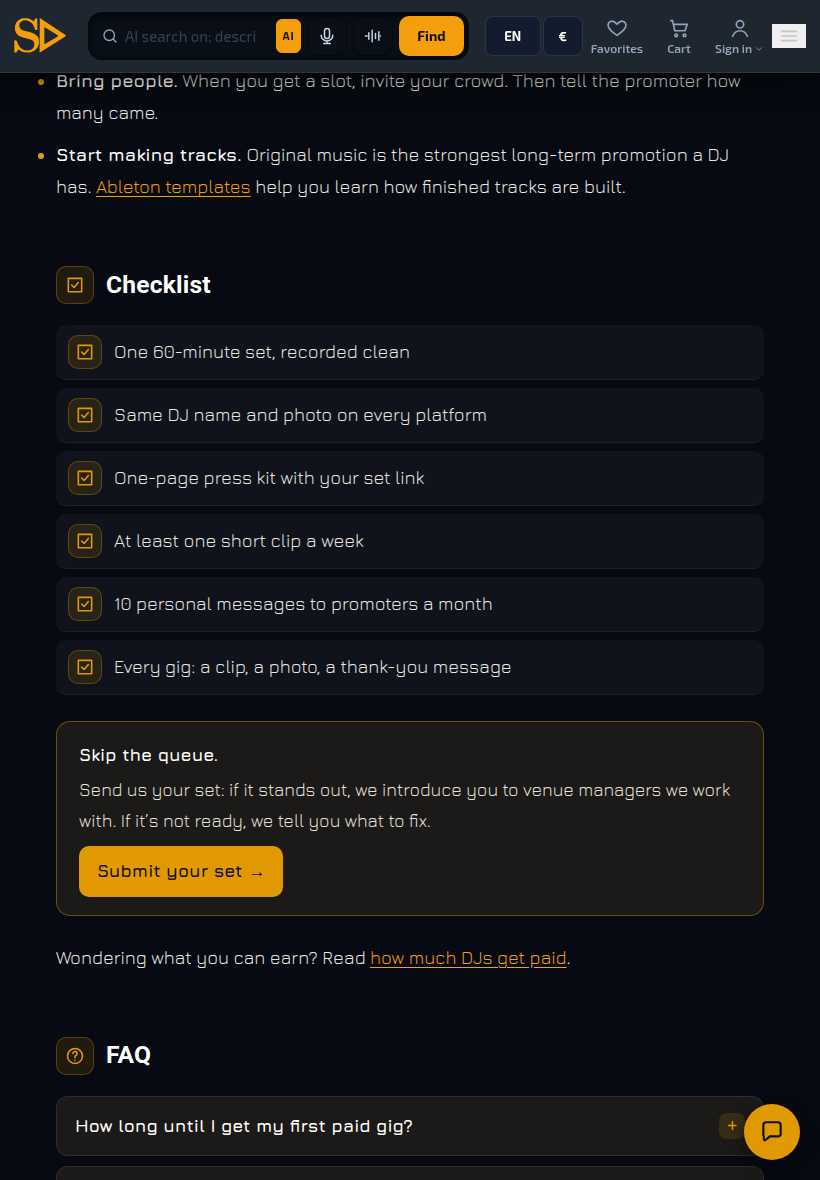 SD
AI search on: descri
AI
Find
EN
€
Favorites
Cart
Sign in
Bring people. When you get a slot, invite your crowd. Then tell the promoter how
many came.
Start making tracks. Original music is the strongest long-term promotion a DJ
has. Ableton templates help you learn how finished tracks are built.
Checklist
One 60-minute set, recorded clean
Same DJ name and photo on every platform
One-page press kit with your set link
At least one short clip a week
10 personal messages to promoters a month
Every gig: a clip, a photo, a thank-you message
Skip the queue.
Send us your set: if it stands out, we introduce you to venue managers we work
with. If it's not ready, we tell you what to fix.
Submit your set →
Wondering what you can earn? Read how much DJs get paid.
FAQ
How long until I get my first paid gig?
+